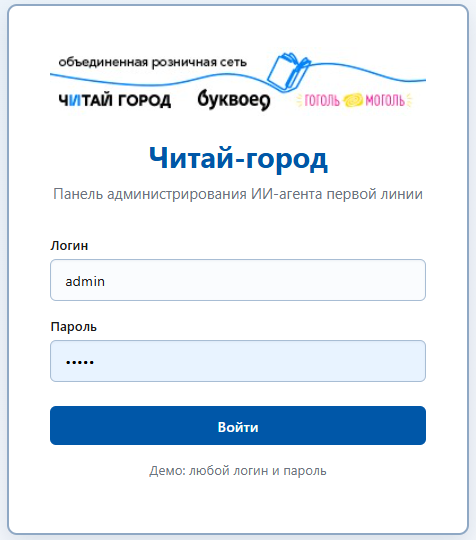 объединенная розничная сеть
ЧИТАЙ ГОРОД буквоед ГОГОЛЬ МОГОЛЬ
Читай-город
Панель администрирования ИИ-агента первой линии
Логин
admin
Пароль
•••••
Войти
Демо: любой логин и пароль